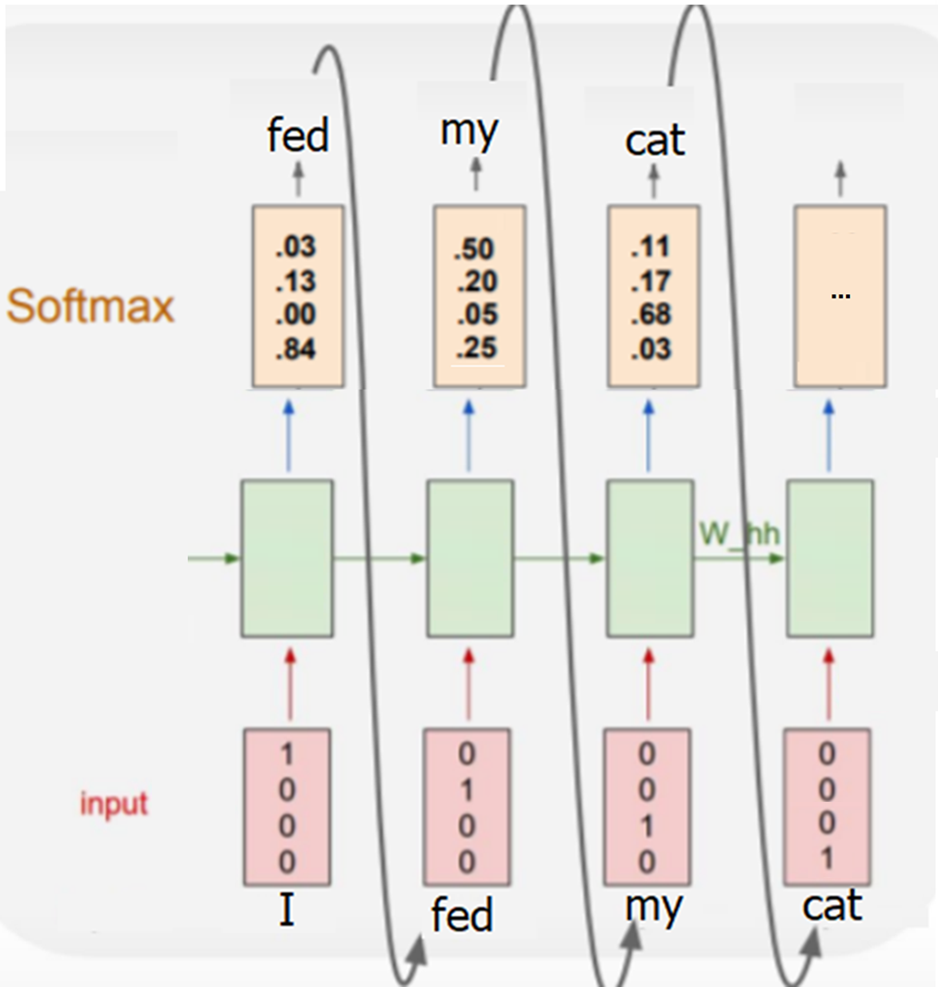 fed my cat
Softmax
.03 .50 .11
.13 .20 .17
.00 .05 .68 ...
.84 .25 .03
W_hh
input
1 0 0 0
0 1 0 0
0 0 1 0
0 0 0 1
I fed my cat